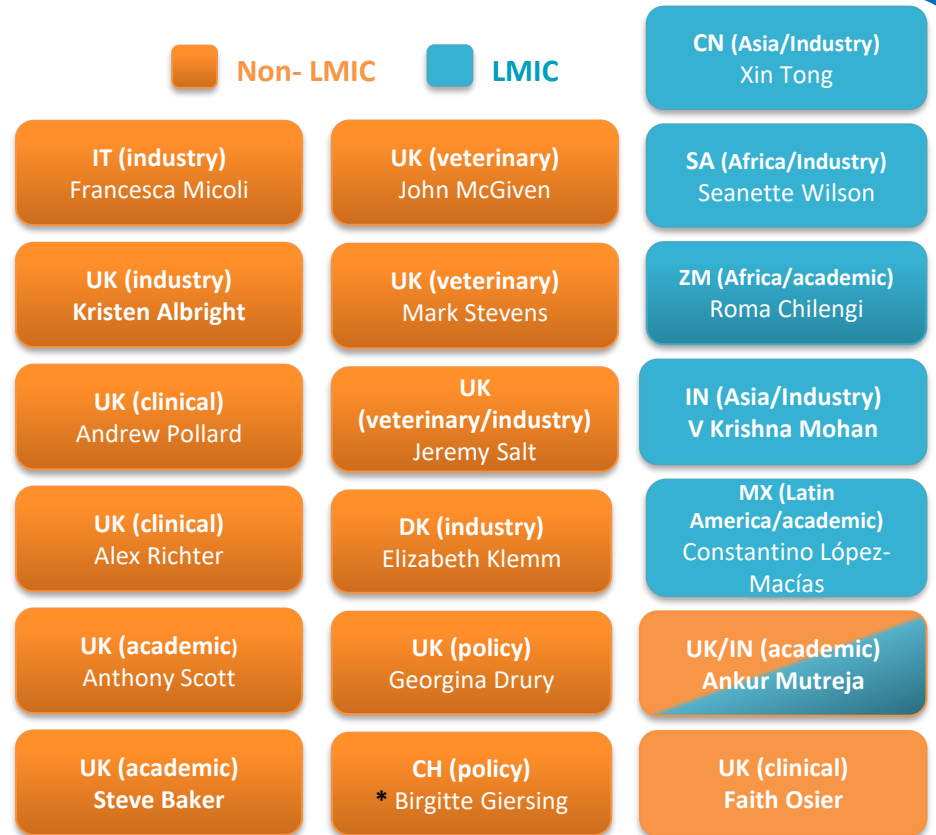 Non- LMIC
LMIC
IT (industry)
Francesca Micoli
UK (industry)
Kristen Albright
UK (clinical)
Andrew Pollard
UK (clinical)
Alex Richter
UK (academic)
Anthony Scott
UK (academic)
Steve Baker
UK (veterinary)
John McGiven
UK (veterinary)
Mark Stevens
UK
(veterinary/industry)
Jeremy Salt
DK (industry)
Elizabeth Klemm
UK (policy)
Georgina Drury
CH (policy)
* Birgitte Giersing
CN (Asia/Industry)
Xin Tong
SA (Africa/Industry)
Seanette Wilson
ZM (Africa/academic)
Roma Chilengi
IN (Asia/Industry)
V Krishna Mohan
MX (Latin
America/academic)
Constantino López-
Macías
UK/IN (academic)
Ankur Mutreja
UK (clinical)
Faith Osier